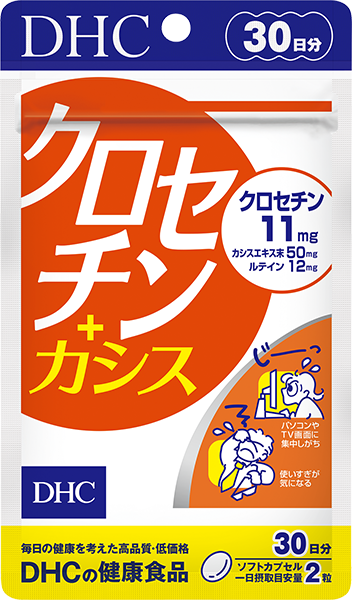 DHC
30日分
クロセ
チン
+
カシス
クロセチン
11mg
カシスエキス末 50mg
ルテイン 12mg
じーっ
パソコンや
TV画面に
集中しがち
使いすぎが
気になる
DHC
毎日の健康を考えた高品質・低価格
DHCの健康食品
30日分
ソフトカプセル
一日摂取目安量 2粒